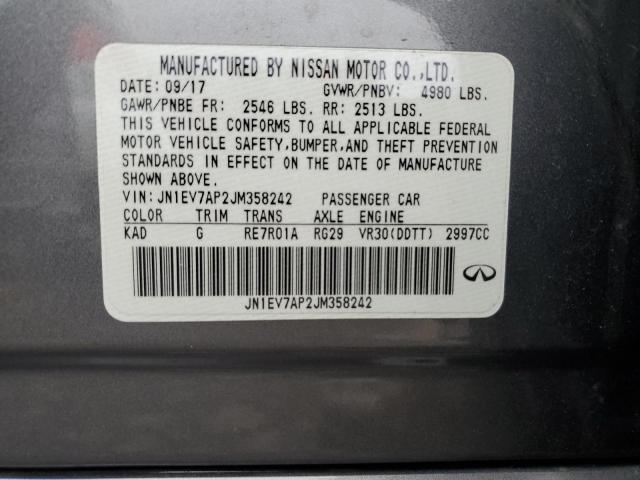 MANUFACTURED BY NISSAN MOTOR CO.,LTD.
DATE: 09/17 GVWR/PNBV: 4980 LBS.
GAWR/PNBE FR: 2546 LBS. RR: 2513 LBS.
THIS VEHICLE CONFORMS TO ALL APPLICABLE FEDERAL
MOTOR VEHICLE SAFETY,BUMPER,AND THEFT PREVENTION
STANDARDS IN EFFECT ON THE DATE OF MANUFACTURE
SHOWN ABOVE.
VIN: JN1EV7AP2JM358242 PASSENGER CAR
COLOR TRIM TRANS AXLE ENGINE
KAD G RE7R01A RG29 VR30(DDTT) 2997CC
JN1EV7AP2JM358242